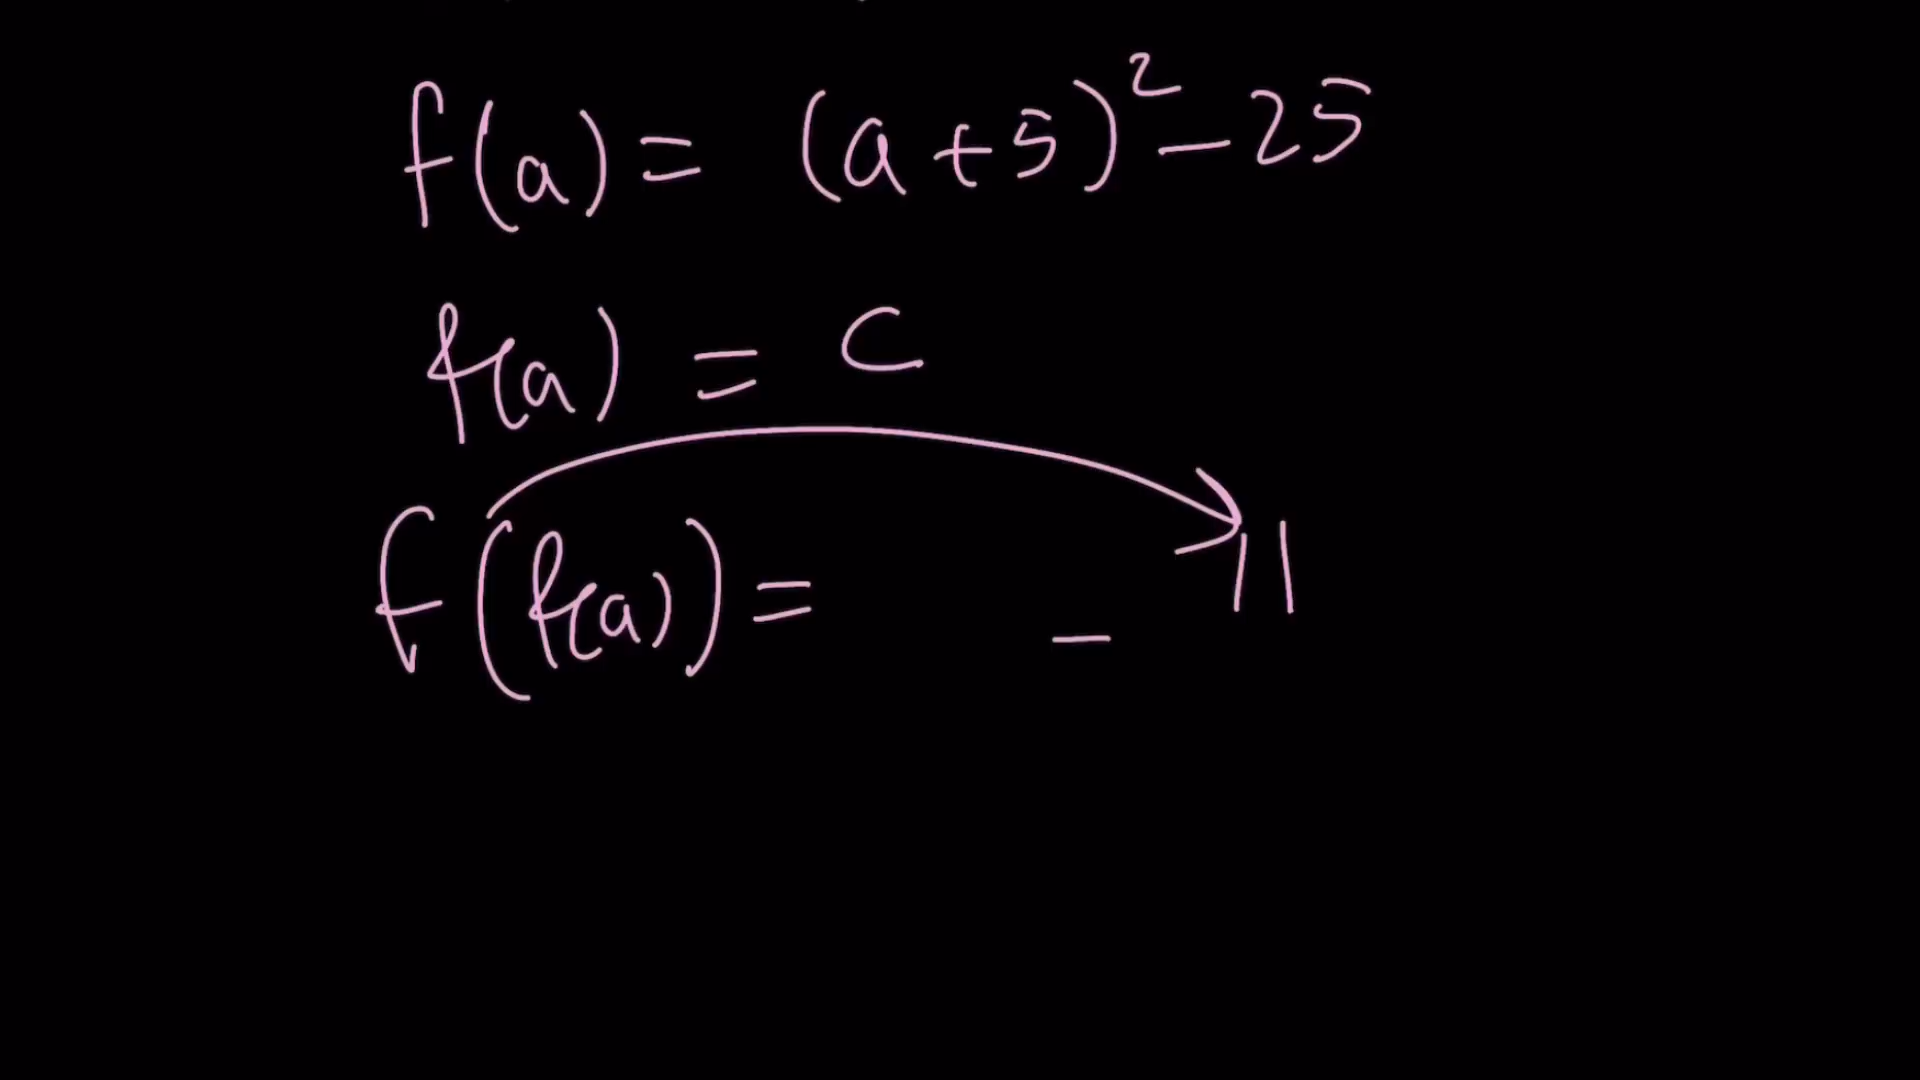 f(a) = (a+5)² - 25
f(a) = c
f(f(a)) = - 11